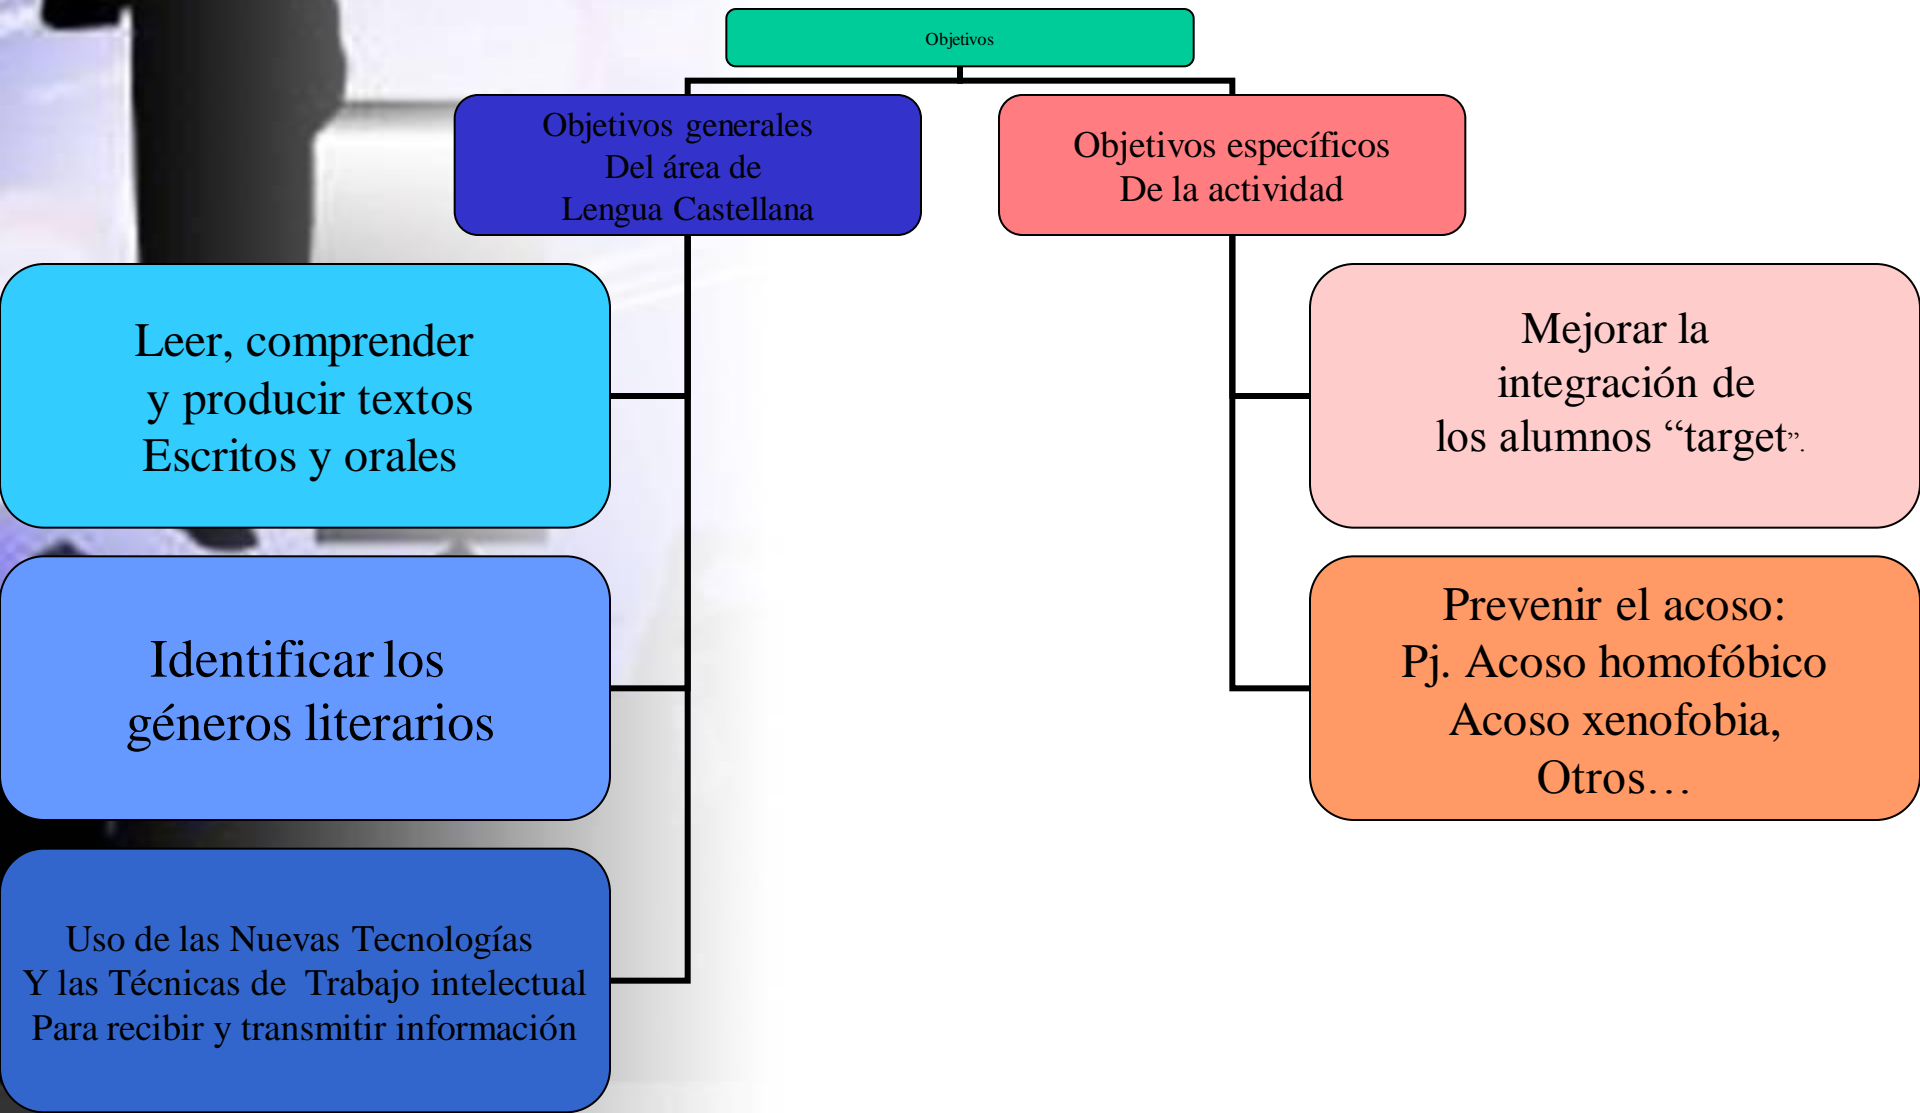 Objetivos
Objetivos generales
Del área de
Lengua Castellana
Objetivos específicos
De la actividad
Leer, comprender
y producir textos
Escritos y orales
Identificar los
géneros literarios
Uso de las Nuevas Tecnologías
Y las Técnicas de Trabajo intelectual
Para recibir y transmitir información
Mejorar la
integración de
los alumnos “target”.
Prevenir el acoso:
Pj. Acoso homofóbico
Acoso xenofobia,
Otros…